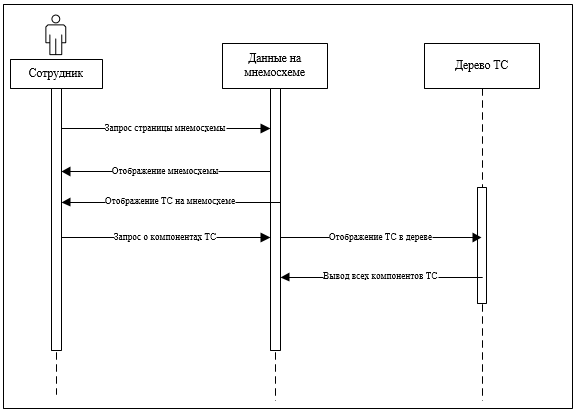 Сотрудник
Данные на
мнемосхеме
Дерево ТС
Запрос страницы мнемосхемы
Отображение мнемосхемы
Отображение ТС на мнемосхеме
Запрос о компонентах ТС
Отображение ТС в дереве
Вывод всех компонентов ТС